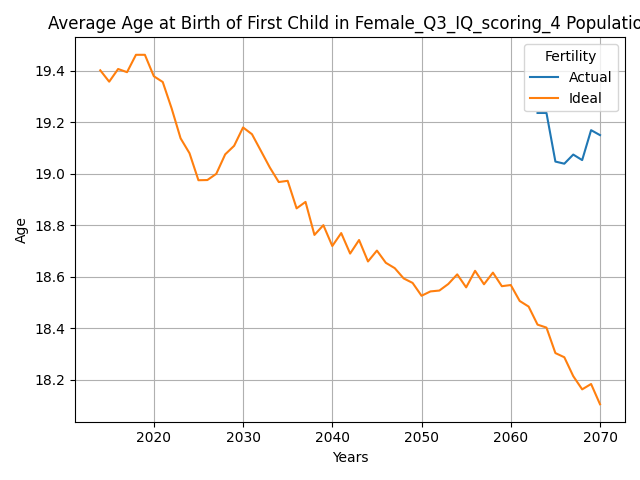 Average Age at Birth of First Child in Female_Q3_IQ_scoring_4 Populatio
Fertility
Actual
Ideal
19.4
19.2
19.0
18.8
18.6
18.4
18.2
Age
2020 2030 2040 2050 2060 2070
Years